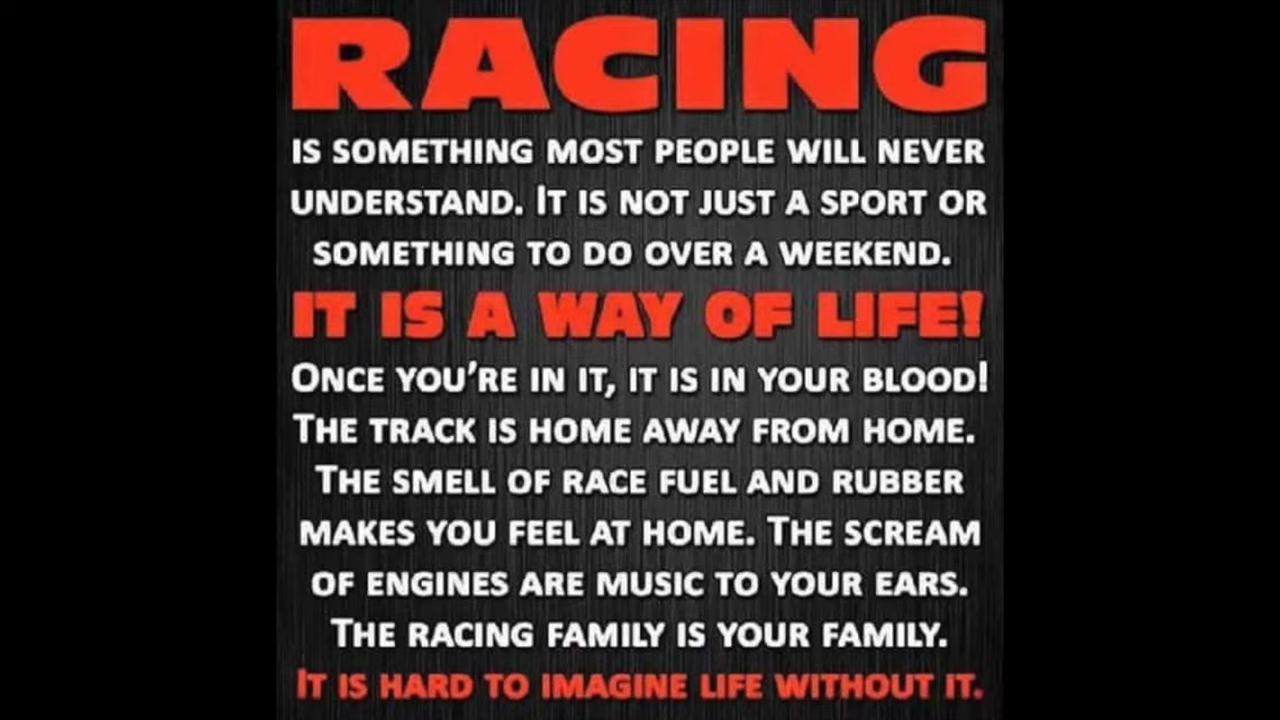 RACING
IS SOMETHING MOST PEOPLE WILL NEVER
UNDERSTAND. IT IS NOT JUST A SPORT OR
SOMETHING TO DO OVER A WEEKEND.
IT IS A WAY OF LIFE!
ONCE YOU'RE IN IT, IT IS IN YOUR BLOOD!
THE TRACK IS HOME AWAY FROM HOME.
THE SMELL OF RACE FUEL AND RUBBER
MAKES YOU FEEL AT HOME. THE SCREAM
OF ENGINES ARE MUSIC TO YOUR EARS.
THE RACING FAMILY IS YOUR FAMILY.
IT IS HARD TO IMAGINE LIFE WITHOUT IT.